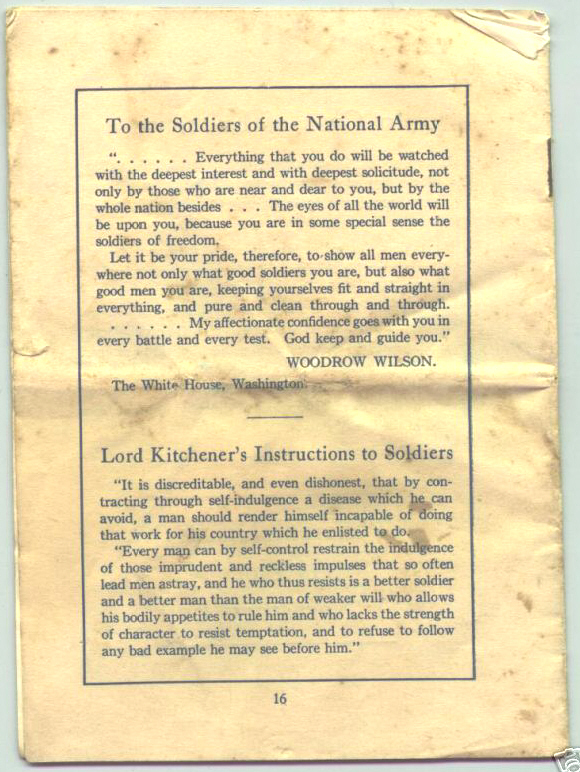 To the Soldiers of the National Army
“. . . . . . Everything that you do will be watched
with the deepest interest and with deepest solicitude, not
only by those who are near and dear to you, but by the
whole nation besides . . . The eyes of all the world will
be upon you, because you are in some special sense the
soldiers of freedom.
Let it be your pride, therefore, to show all men every-
where not only what good soldiers you are, but also what
good men you are, keeping yourselves fit and straight in
everything, and pure and clean through and through.
. . . . . . My affectionate confidence goes with you in
every battle and every test. God keep and guide you.”
WOODROW WILSON.
The White House, Washington.
Lord Kitchener’s Instructions to Soldiers
“It is discreditable, and even dishonest, that by con-
tracting through self-indulgence a disease which he can
avoid, a man should render himself incapable of doing
that work for his country which he enlisted to do.
“Every man can by self-control restrain the indulgence
of those imprudent and reckless impulses that so often
lead men astray, and he who thus resists is a better soldier
and a better man than the man of weaker will who allows
his bodily appetites to rule him and who lacks the strength
of character to resist temptation, and to refuse to follow
any bad example he may see before him.”
16